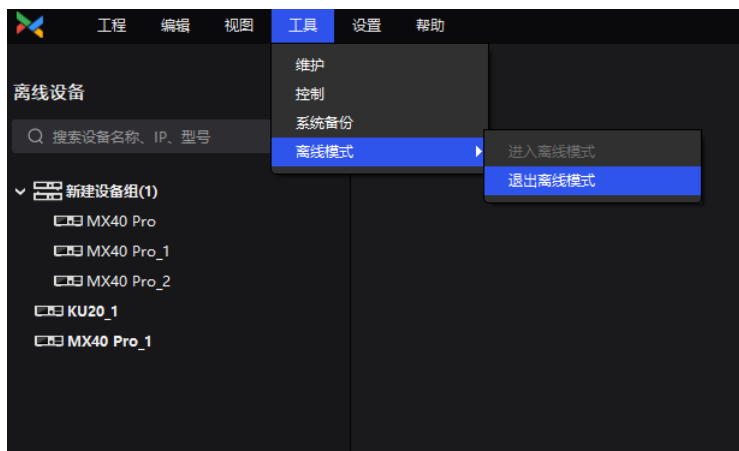 工程 编辑 视图 工具 设置 帮助
离线设备
搜索设备名称、IP、型号
新建设备组(1)
MX40 Pro
MX40 Pro_1
MX40 Pro_2
KU20_1
MX40 Pro_1
维护
控制
系统备份
离线模式
进入离线模式
退出离线模式